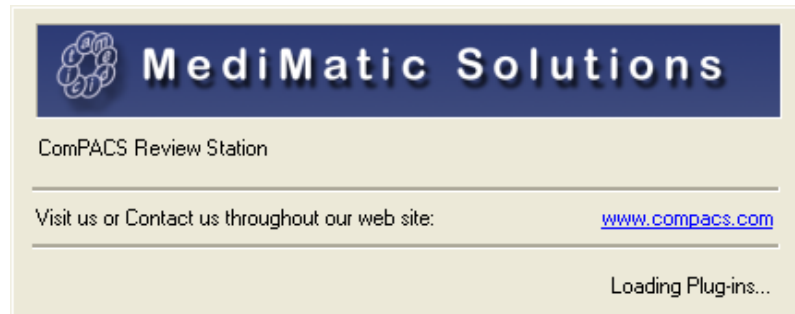 MediMatic Solutions
ComPACS Review Station
Visit us or Contact us throughout our web site: www.compacs.com
Loading Plug-ins...